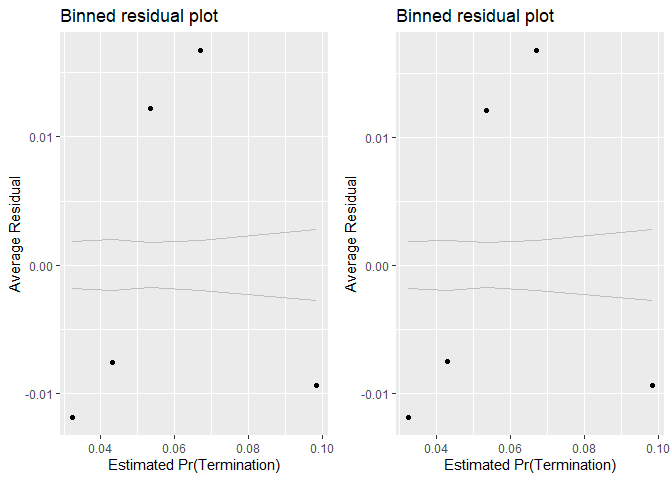 Binned residual plot
Average Residual
0.01
0.00
-0.01
0.04
0.06
0.08
0.10
Estimated Pr(Termination)
Binned residual plot
Average Residual
0.01
0.00
-0.01
0.04
0.06
0.08
0.10
Estimated Pr(Termination)